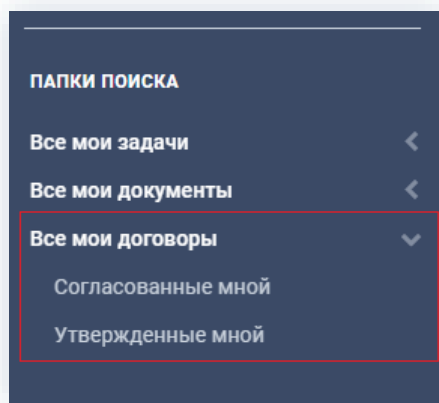 ПАПКИ ПОИСКА
Все мои задачи
Все мои документы
Все мои договоры
Согласованные мной
Утвержденные мной